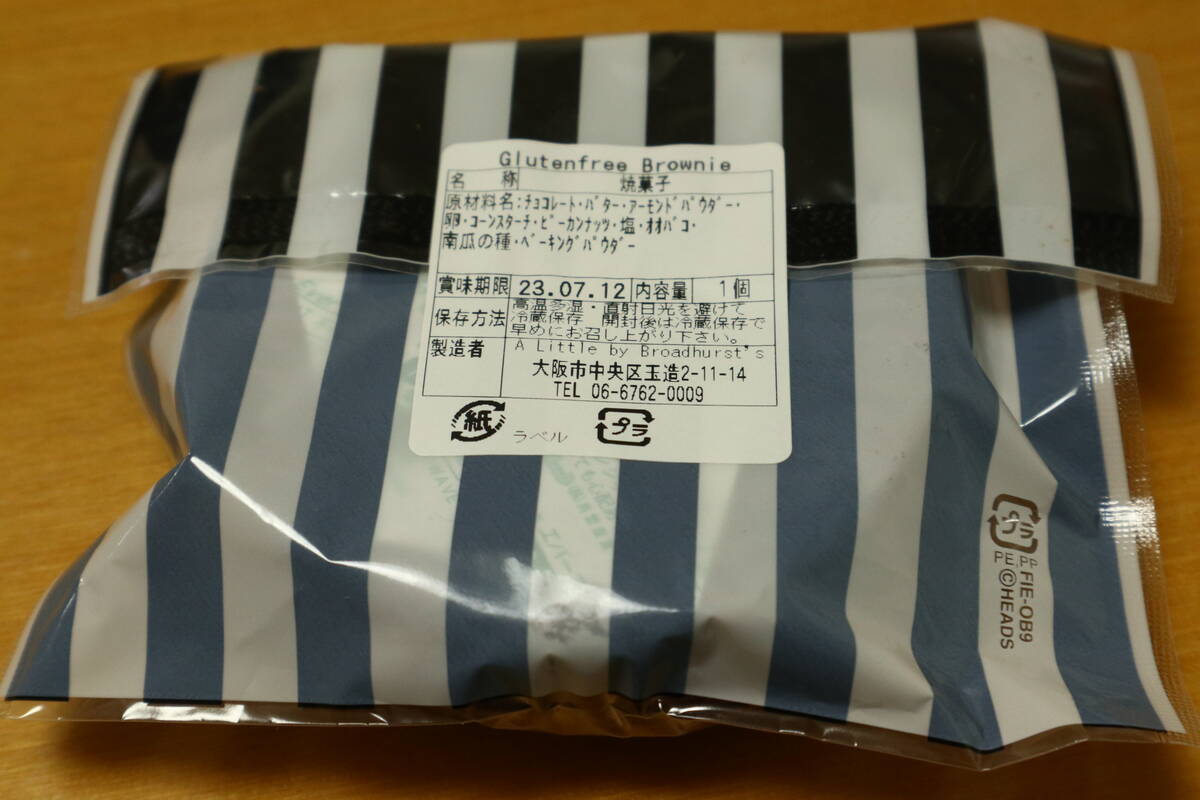 Glutenfree Brownie
名 称 焼菓子
原材料名:チョコレート・バター・アーモンドパウダー・
卵・コーンスターチ・ピーカンナッツ・塩・オオバコ・
南瓜の種・ベーキングパウダー
賞味期限 23.07.12 内容量 1個
保存方法 高温多湿・直射日光を避けて
冷蔵保存 開封後は冷蔵保存で
早めにお召し上がり下さい。
製造者 A Little by Broadhurst's
大阪市中央区玉造2-11-14
TEL 06-6762-0009
紙 ラベル プラ
プラ
PE, PP
FIE-OB9
©HEADS